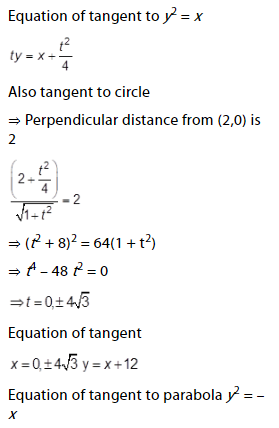 Equation of tangent to y² = x
ty = x + t²/4
Also tangent to circle
⇒ Perpendicular distance from (2,0) is
2
(2 + t²/4)/√(1+t²) = 2
⇒ (t² + 8)² = 64(1 + t²)
⇒ t⁴ – 48 t² = 0
⇒ t = 0, ± 4√3
Equation of tangent
x = 0, ± 4√3 y = x + 12
Equation of tangent to parabola y² = –
x